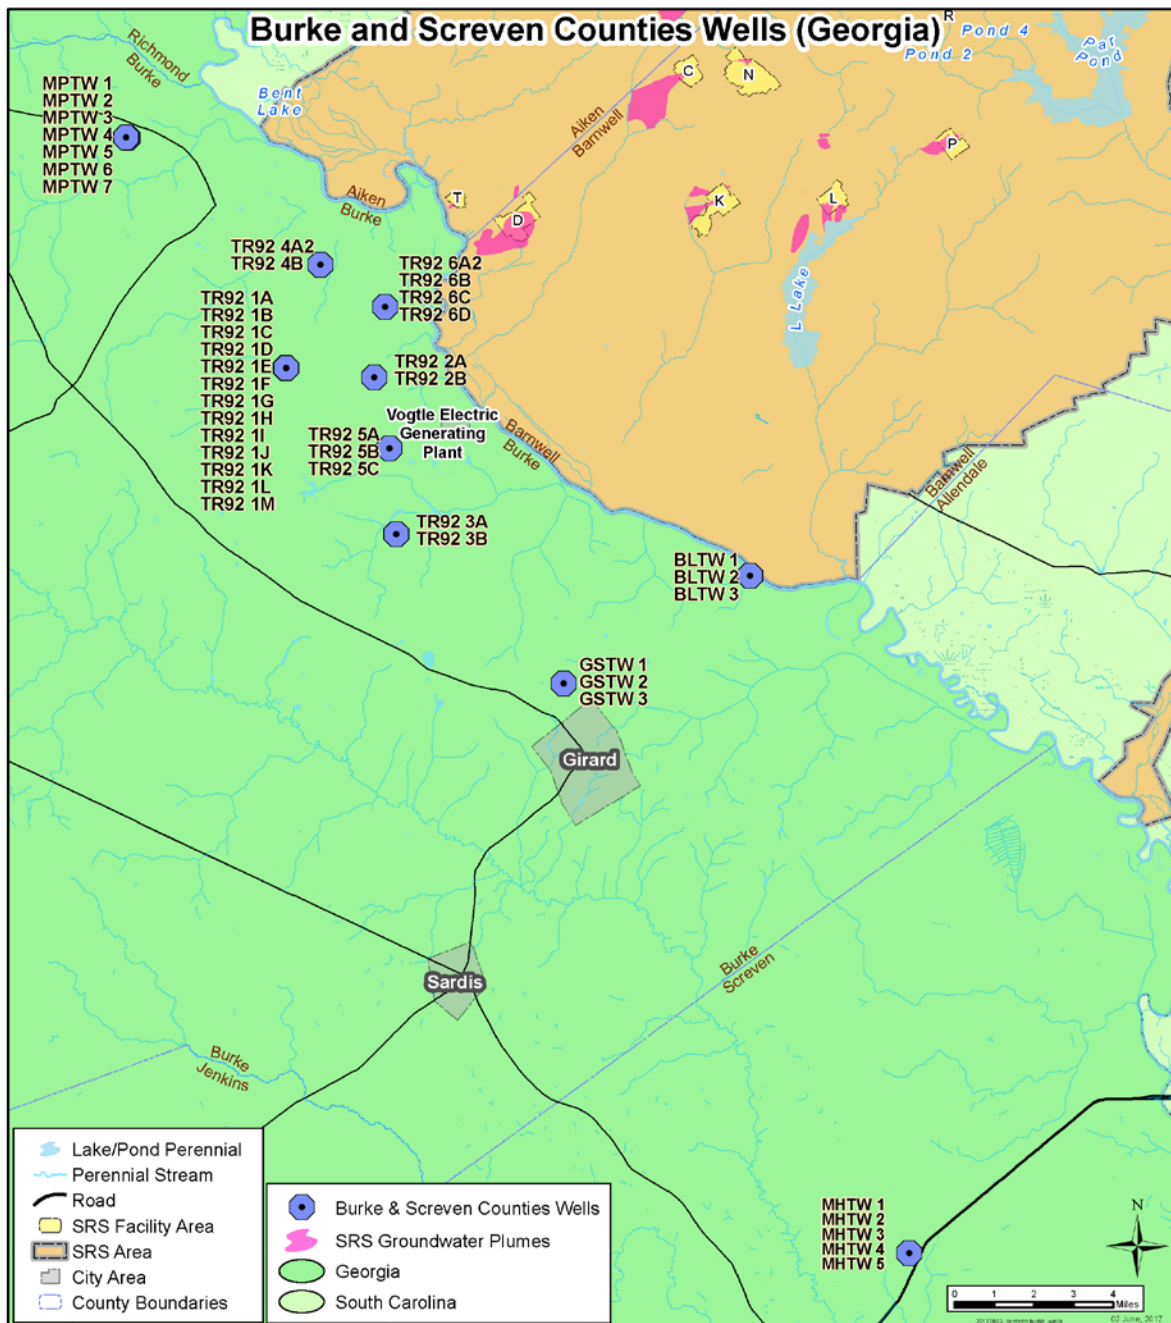 Burke and Screven Counties Wells (Georgia)
R
Pond 4
Pond 2
Par
Pond
Richmond
Burke
Bent
Lake
MPTW 1
MPTW 2
MPTW 3
MPTW 4
MPTW 5
MPTW 6
MPTW 7
C
N
Aiken
Barnwell
P
Aiken
Burke
T
D
K
L
L Lake
TR92 4A2
TR92 4B
TR92 6A2
TR92 6B
TR92 6C
TR92 6D
TR92 1A
TR92 1B
TR92 1C
TR92 1D
TR92 1E
TR92 1F
TR92 1G
TR92 1H
TR92 1I
TR92 1J
TR92 1K
TR92 1L
TR92 1M
TR92 2A
TR92 2B
Vogtle Electric
Generating
Plant
TR92 5A
TR92 5B
TR92 5C
Barnwell
Burke
Barnwell
Allendale
TR92 3A
TR92 3B
BLTW 1
BLTW 2
BLTW 3
GSTW 1
GSTW 2
GSTW 3
Girard
Sardis
Burke
Screven
Burke
Jenkins
MHTW 1
MHTW 2
MHTW 3
MHTW 4
MHTW 5
N
Lake/Pond Perennial
Perennial Stream
Road
SRS Facility Area
SRS Area
City Area
County Boundaries
Burke & Screven Counties Wells
SRS Groundwater Plumes
Georgia
South Carolina
0 1 2 3 4
Miles
02 June, 2017